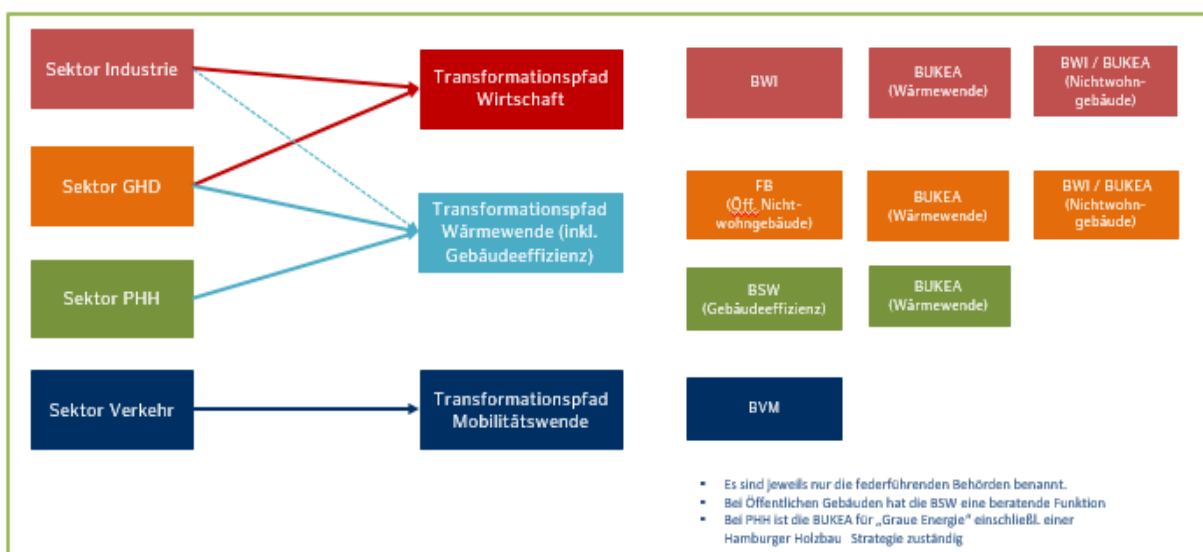 Sektor Industrie
Transformationspfad
Wirtschaft
BWI
BUKEA
(Wärmewende)
BWI / BUKEA
(Nichtwohn-
gebäude)
Sektor GHD
Transformationspfad
Wärmewende (inkl.
Gebäudeeffizienz)
FB
(Öff. Nicht-
wohngebäude)
BUKEA
(Wärmewende)
BWI / BUKEA
(Nichtwohn-
gebäude)
Sektor PHH
BSW
(Gebäudeeffizienz)
BUKEA
(Wärmewende)
Sektor Verkehr
Transformationspfad
Mobilitätswende
BVM
▪ Es sind jeweils nur die federführenden Behörden benannt.
▪ Bei Öffentlichen Gebäuden hat die BSW eine beratende Funktion
▪ Bei PHH ist die BUKEA für „Graue Energie“ einschließl. einer
Hamburger Holzbau Strategie zuständig